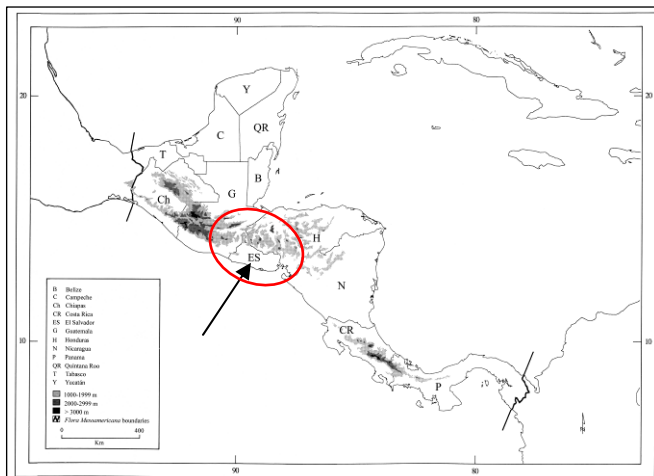 90
80
20
20
Y
C
QR
T
B
G
Ch
H
ES
N
B Belize
C Campeche
Ch Chiapas
CR Costa Rica
ES El Salvador
G Guatemala
H Honduras
N Nicaragua
P Panama
QR Quintana Roo
T Tabasco
Y Yucatán
1000-1999 m
2000-2999 m
> 3000 m
Flora Mesoamericana boundaries
0 400
Km
CR
10
10
P
N
90
80